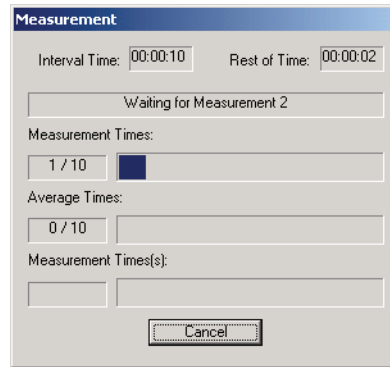 Measurement
Interval Time: 00:00:10 Rest of Time: 00:00:02
Waiting for Measurement 2
Measurement Times:
1 / 10
Average Times:
0 / 10
Measurement Times(s):
Cancel